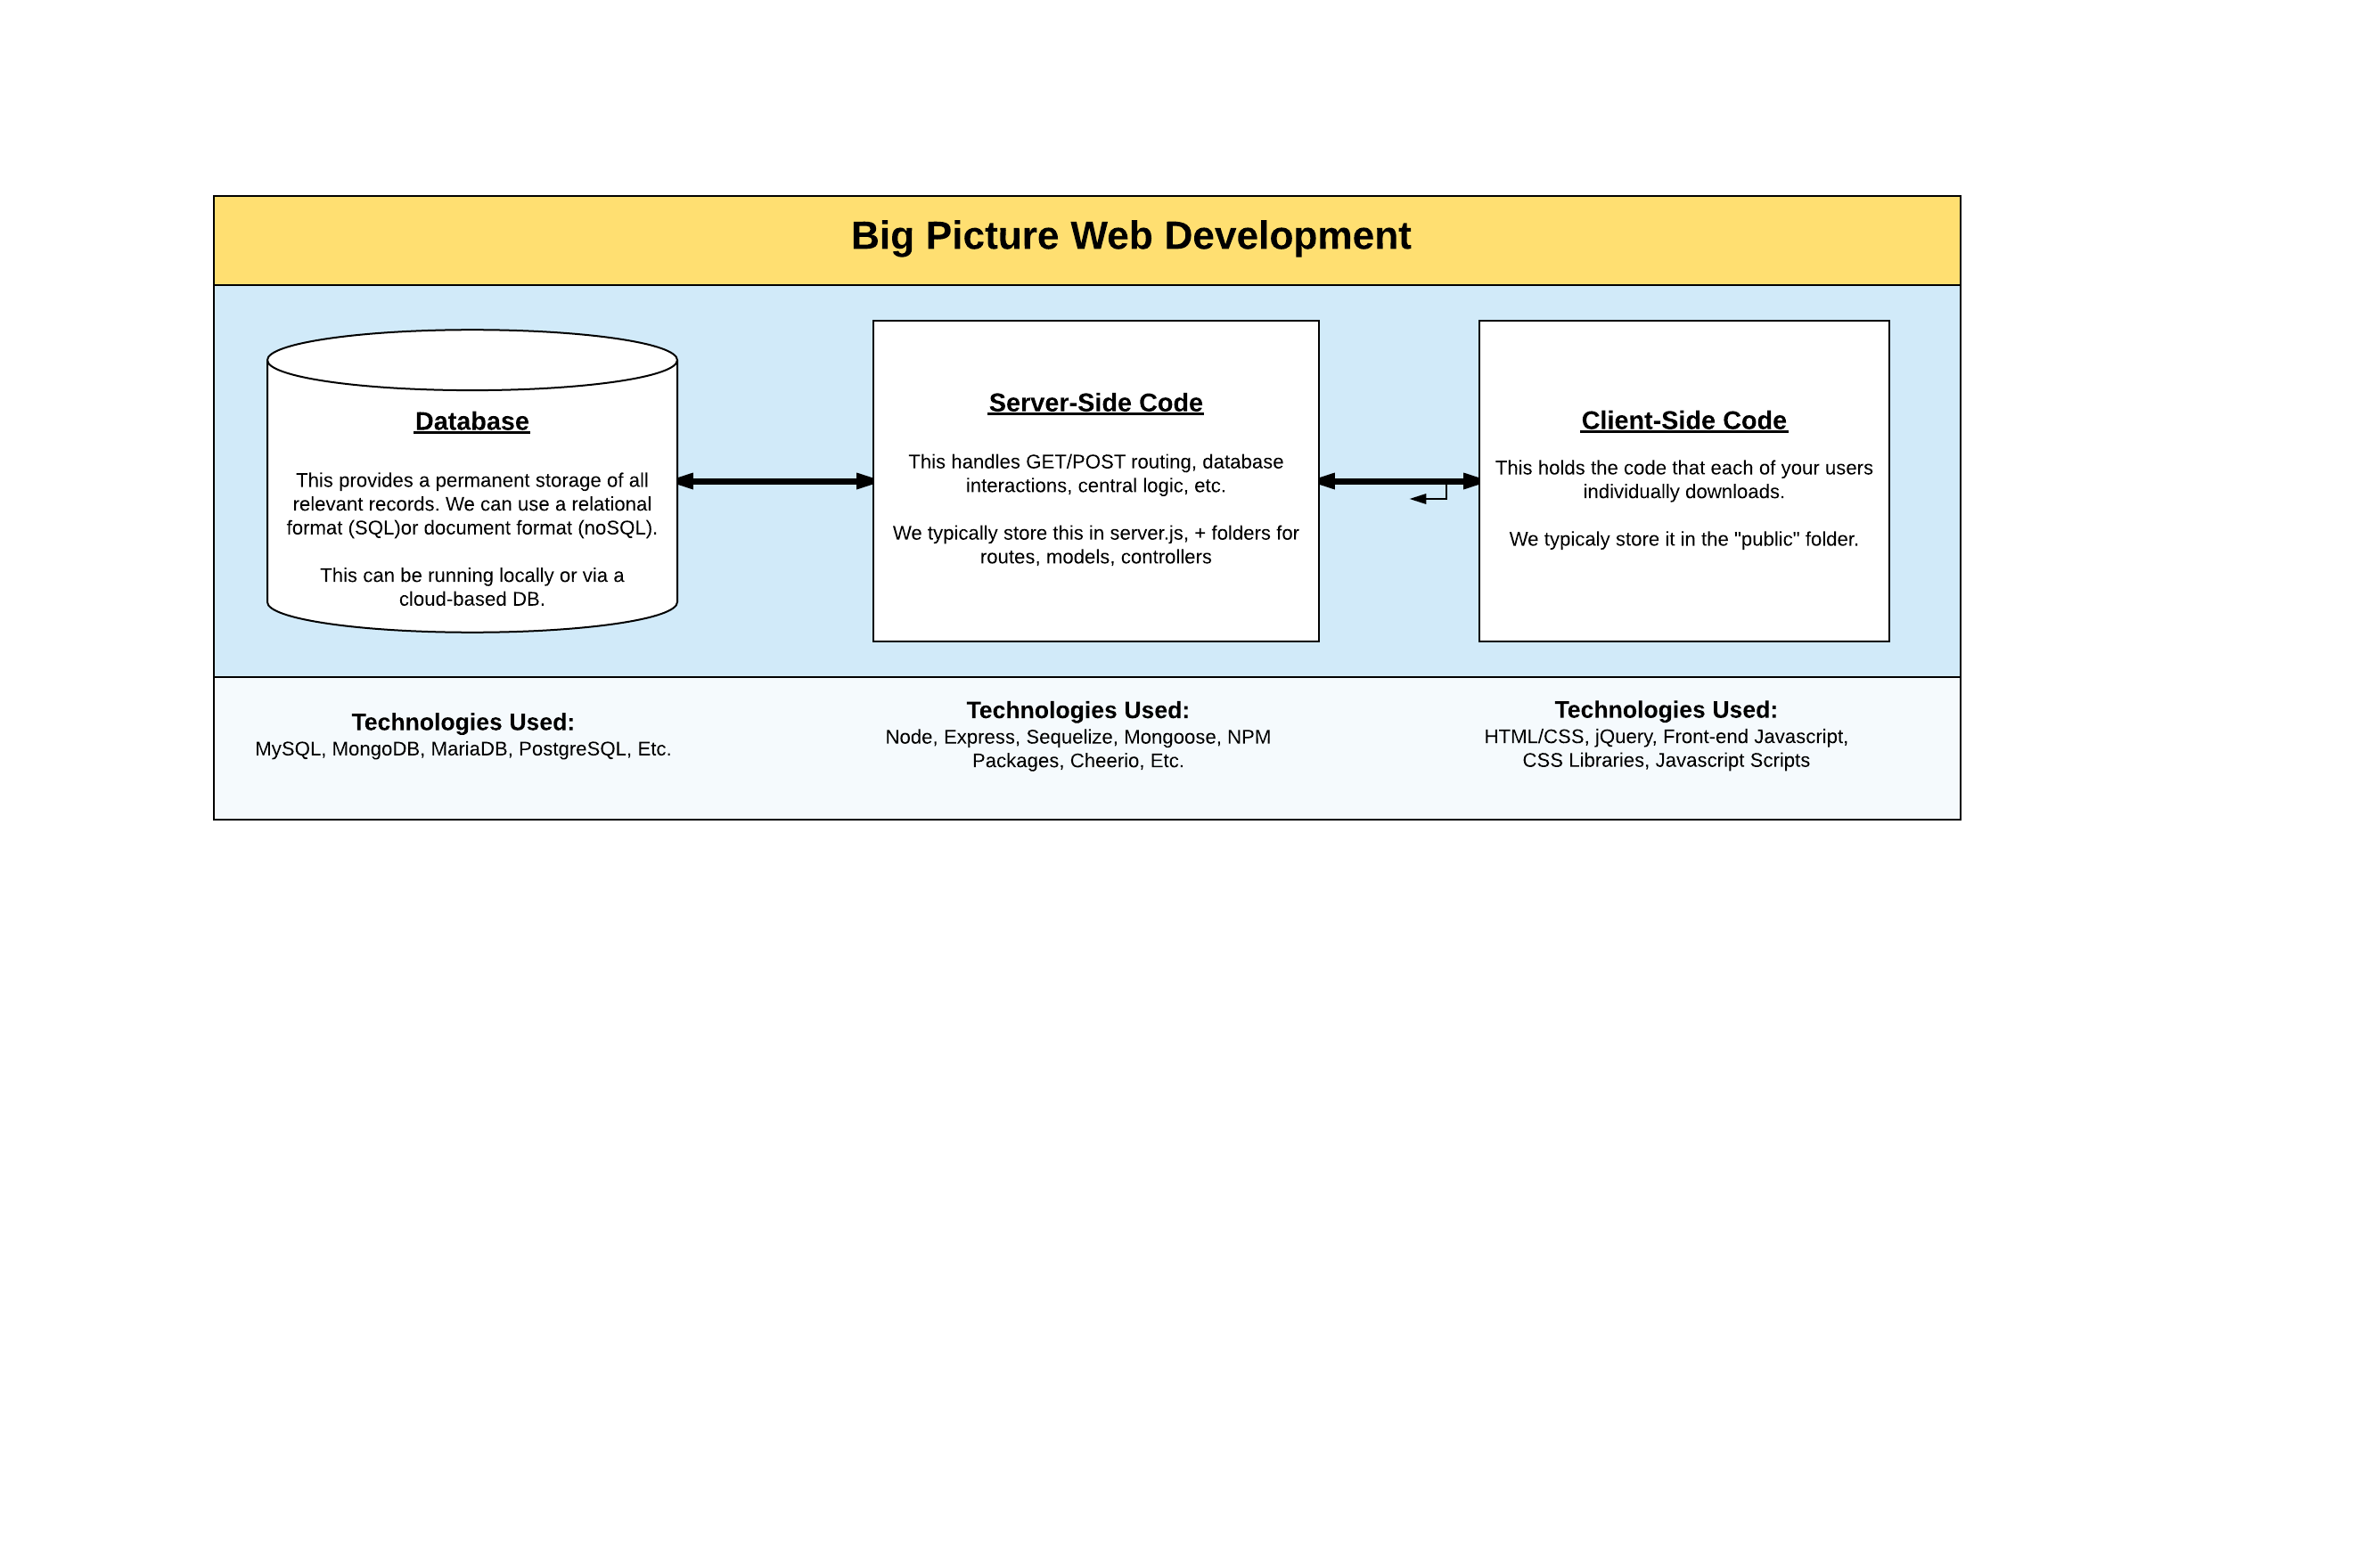 Big Picture Web Development
Database
This provides a permanent storage of all
relevant records. We can use a relational
format (SQL)or document format (noSQL).
This can be running locally or via a
cloud-based DB.
Server-Side Code
This handles GET/POST routing, database
interactions, central logic, etc.
We typically store this in server.js, + folders for
routes, models, controllers
Client-Side Code
This holds the code that each of your users
individually downloads.
We typicaly store it in the "public" folder.
Technologies Used:
MySQL, MongoDB, MariaDB, PostgreSQL, Etc.
Technologies Used:
Node, Express, Sequelize, Mongoose, NPM
Packages, Cheerio, Etc.
Technologies Used:
HTML/CSS, jQuery, Front-end Javascript,
CSS Libraries, Javascript Scripts